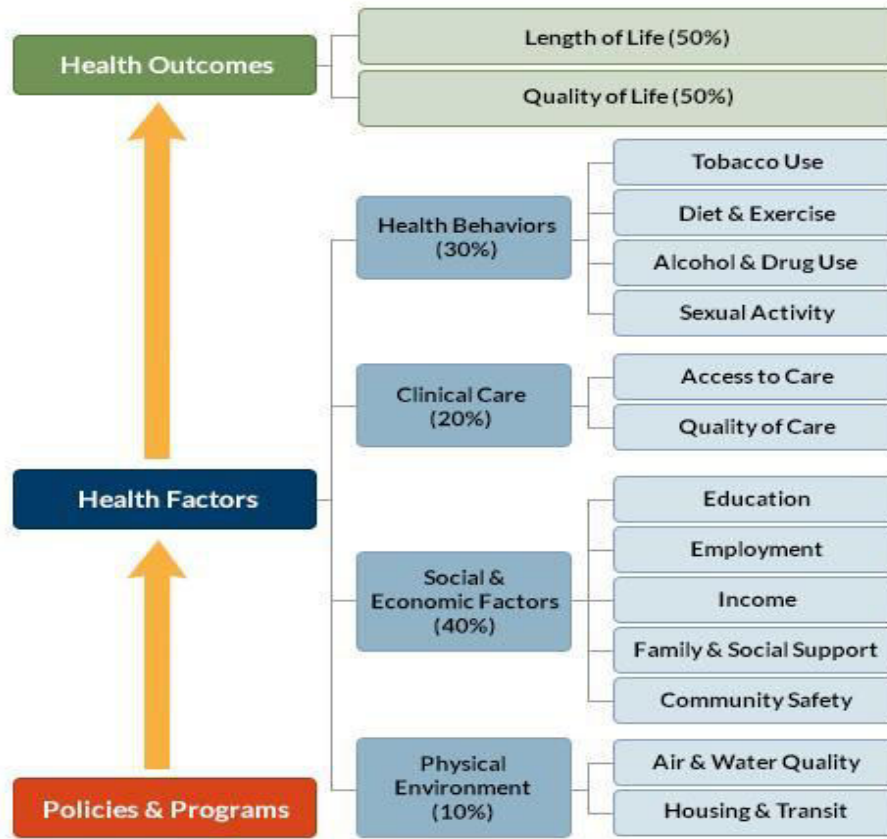 Health Outcomes
Length of Life (50%)
Quality of Life (50%)
Health Factors
Health Behaviors
(30%)
Tobacco Use
Diet & Exercise
Alcohol & Drug Use
Sexual Activity
Clinical Care
(20%)
Access to Care
Quality of Care
Social &
Economic Factors
(40%)
Education
Employment
Income
Family & Social Support
Community Safety
Physical
Environment
(10%)
Air & Water Quality
Housing & Transit
Policies & Programs